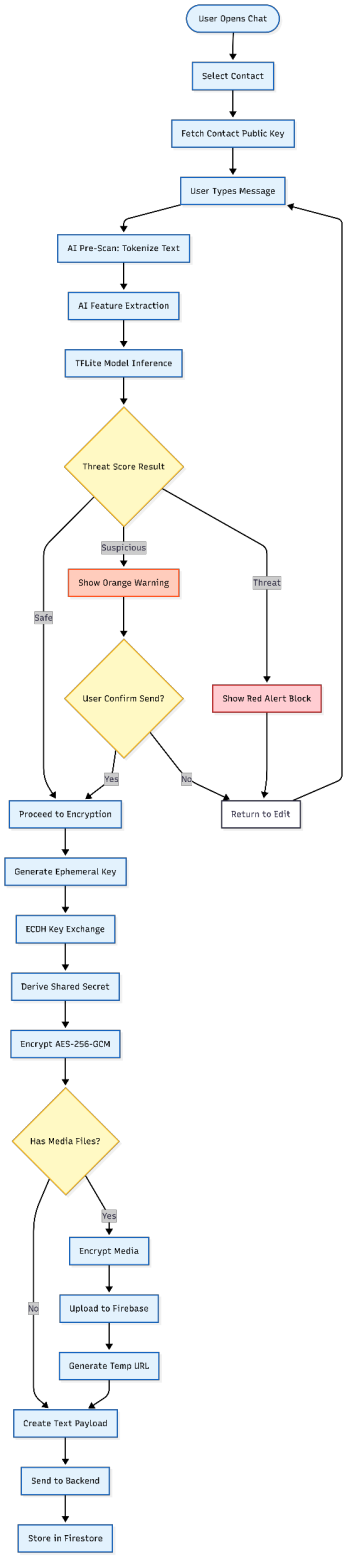 User Opens Chat
Select Contact
Fetch Contact Public Key
User Types Message
AI Pre-Scan: Tokenize Text
AI Feature Extraction
TFLite Model Inference
Threat Score Result
Suspicious
Show Orange Warning
Threat
Safe
User Confirm Send?
Show Red Alert Block
Yes
No
Proceed to Encryption
Return to Edit
Generate Ephemeral Key
ECDH Key Exchange
Derive Shared Secret
Encrypt AES-256-GCM
Has Media Files?
Yes
Encrypt Media
No
Upload to Firebase
Generate Temp URL
Create Text Payload
Send to Backend
Store in Firestore